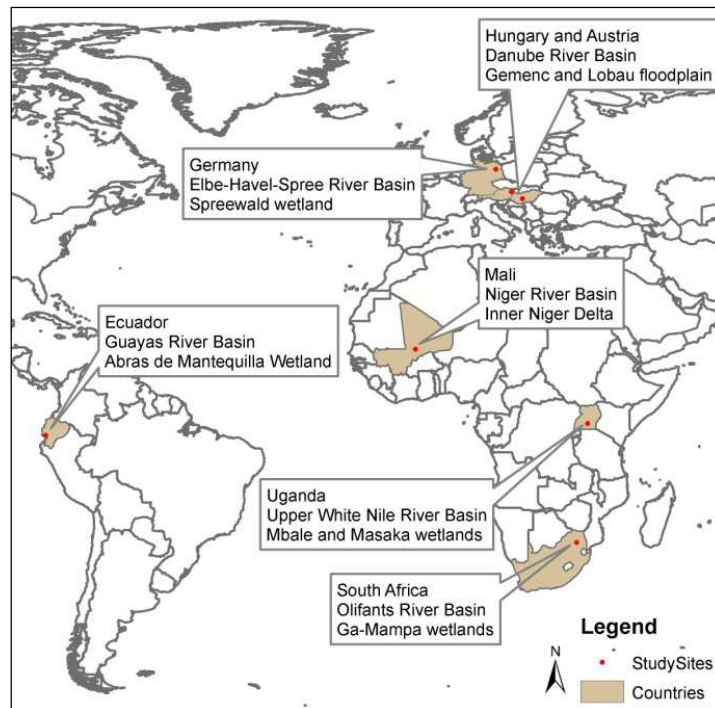 Hungary and Austria
Danube River Basin
Gemenc and Lobau floodplain
Germany
Elbe-Havel-Spree River Basin
Spreewald wetland
Mali
Niger River Basin
Inner Niger Delta
Ecuador
Guayas River Basin
Abras de Mantequilla Wetland
Uganda
Upper White Nile River Basin
Mbale and Masaka wetlands
South Africa
Olifants River Basin
Ga-Mampa wetlands
Legend
N
StudySites
Countries